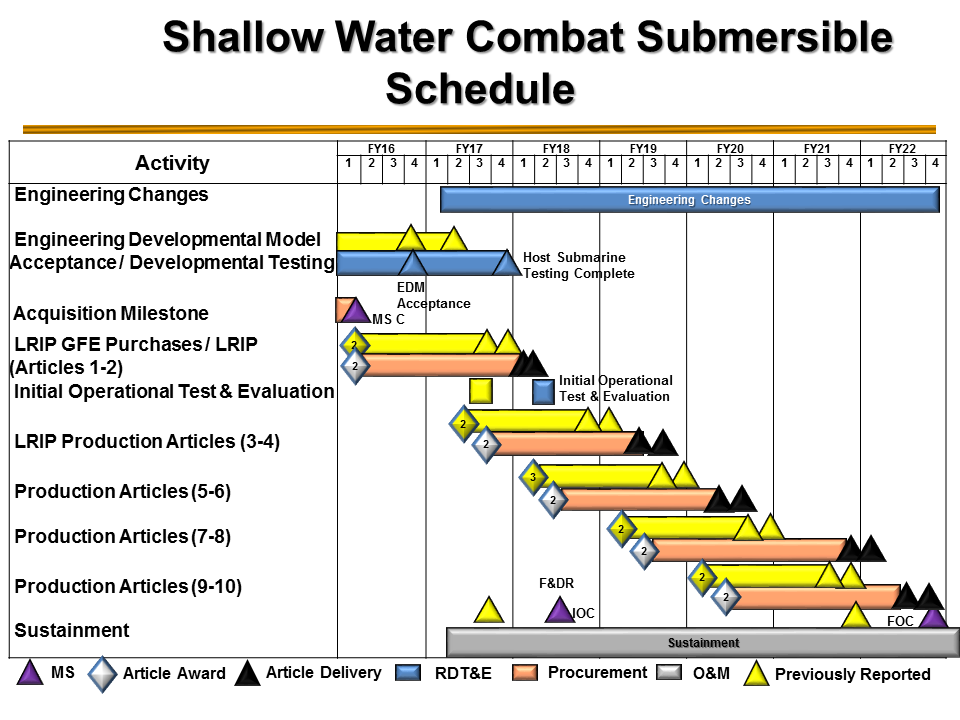 Shallow Water Combat Submersible
Schedule
Activity
FY16 FY17 FY18 FY19 FY20 FY21 FY22
1 2 3 4 1 2 3 4 1 2 3 4 1 2 3 4 1 2 3 4 1 2 3 4 1 2 3 4
Engineering Changes
Engineering Changes
Engineering Developmental Model
Acceptance / Developmental Testing
Host Submarine
Testing Complete
EDM
Acceptance
Acquisition Milestone
MS C
LRIP GFE Purchases / LRIP
(Articles 1-2)
2
2
Initial Operational Test & Evaluation
Initial Operational
Test & Evaluation
LRIP Production Articles (3-4)
2
2
Production Articles (5-6)
3
2
Production Articles (7-8)
2
2
Production Articles (9-10)
2
2
F&DR
IOC
FOC
Sustainment
Sustainment
MS Article Award Article Delivery RDT&E Procurement O&M Previously Reported